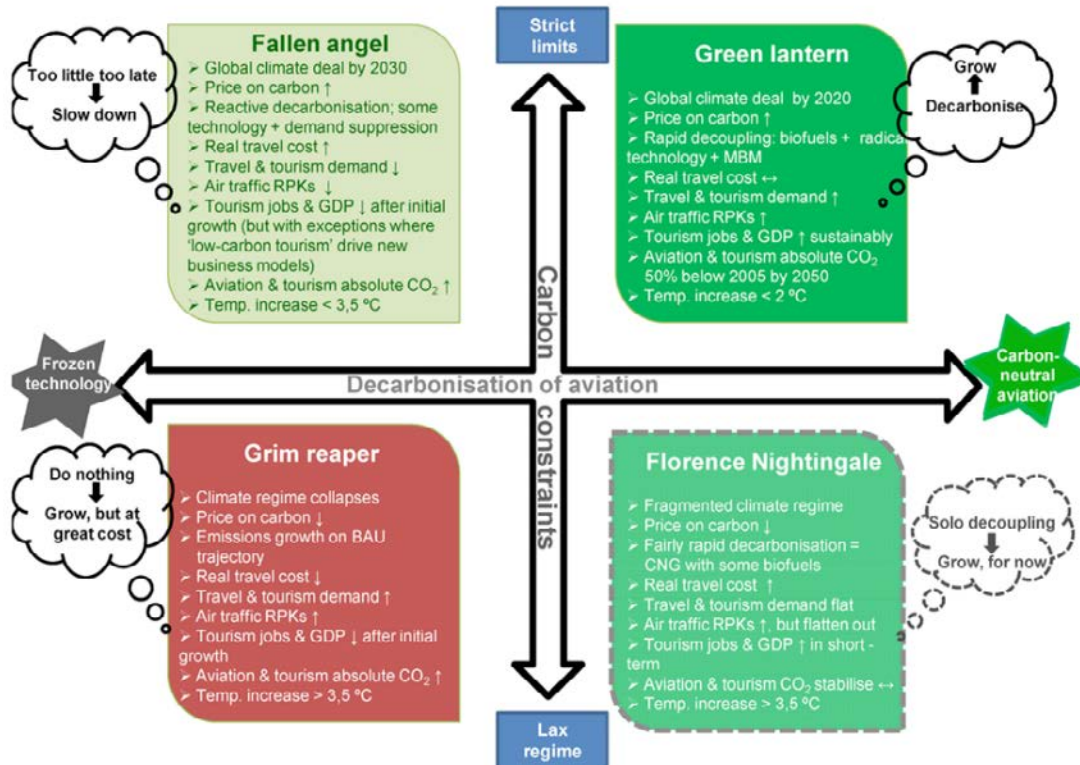 Strict
limits
Too little too late
Slow down
Fallen angel
➢ Global climate deal by 2030
➢ Price on carbon ↑
➢ Reactive decarbonisation; some
technology + demand suppression
➢ Real travel cost ↑
➢ Travel & tourism demand ↓
➢ Air traffic RPKs ↓
➢ Tourism jobs & GDP ↓ after initial
growth (but with exceptions where
‘low-carbon tourism’ drive new
business models)
➢ Aviation & tourism absolute CO₂ ↑
➢ Temp. increase < 3,5 ºC
Green lantern
➢ Global climate deal by 2020
➢ Price on carbon ↑
➢ Rapid decoupling: biofuels + radical
technology + MBM
➢ Real travel cost ↔
➢ Travel & tourism demand ↑
➢ Air traffic RPKs ↑
➢ Tourism jobs & GDP ↑ sustainably
➢ Aviation & tourism absolute CO₂
50% below 2005 by 2050
➢ Temp. increase < 2 ºC
Grow
Decarbonise
Frozen
technology
Decarbonisation of aviation
Carbon constraints
Carbon-
neutral
aviation
Do nothing
Grow, but at
great cost
Grim reaper
➢ Climate regime collapses
➢ Price on carbon ↓
➢ Emissions growth on BAU
trajectory
➢ Real travel cost ↓
➢ Travel & tourism demand ↑
➢ Air traffic RPKs ↑
➢ Tourism jobs & GDP ↓ after initial
growth
➢ Aviation & tourism absolute CO₂ ↑
➢ Temp. increase > 3,5 ºC
Florence Nightingale
➢ Fragmented climate regime
➢ Price on carbon ↓
➢ Fairly rapid decarbonisation =
CNG with some biofuels
➢ Real travel cost ↑
➢ Travel & tourism demand flat
➢ Air traffic RPKs ↑, but flatten out
➢ Tourism jobs & GDP ↑ in short -
term
➢ Aviation & tourism CO₂ stabilise ↔
➢ Temp. increase > 3,5 ºC
Solo decoupling
Grow, for now
Lax
regime